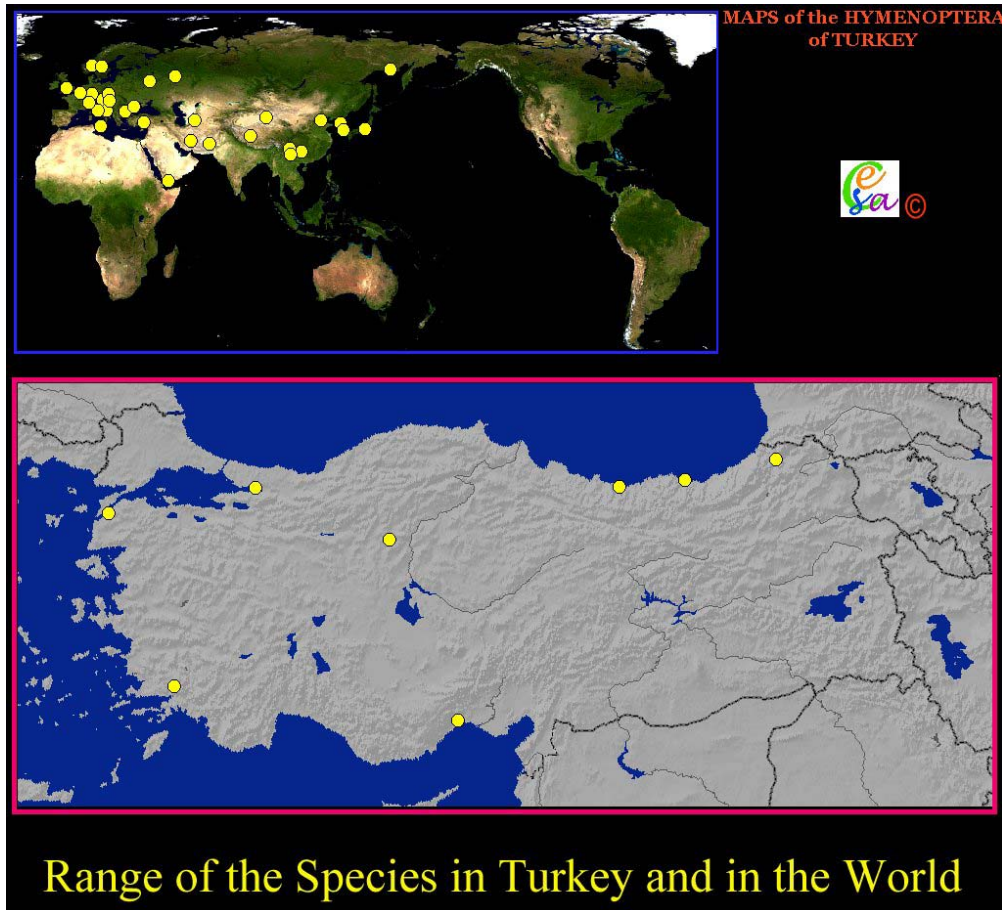 MAPS of the HYMENOPTERA
of TURKEY
esa ©
Range of the Species in Turkey and in the World